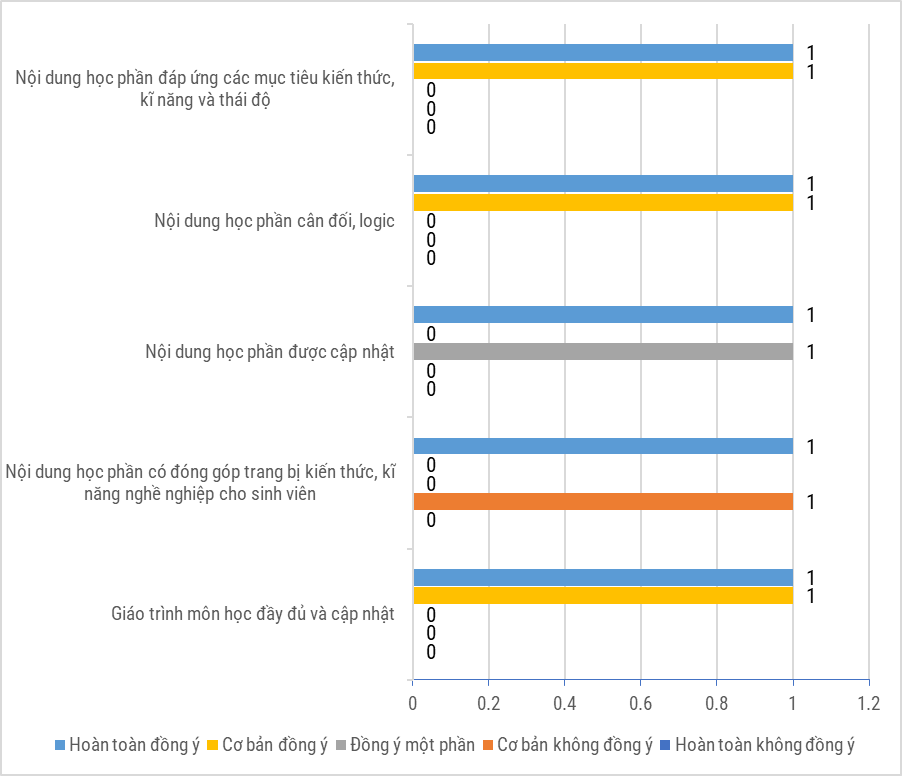 Nội dung học phần đáp ứng các mục tiêu kiến thức,
kĩ năng và thái độ
1
1
0
0
0
Nội dung học phần cân đối, logic
1
1
0
0
0
Nội dung học phần được cập nhật
1
0
1
0
0
Nội dung học phần có đóng góp trang bị kiến thức, kĩ
năng nghề nghiệp cho sinh viên
1
0
0
1
0
Giáo trình môn học đầy đủ và cập nhật
1
1
0
0
0
0 0.2 0.4 0.6 0.8 1 1.2
Hoàn toàn đồng ý Cơ bản đồng ý Đồng ý một phần Cơ bản không đồng ý Hoàn toàn không đồng ý